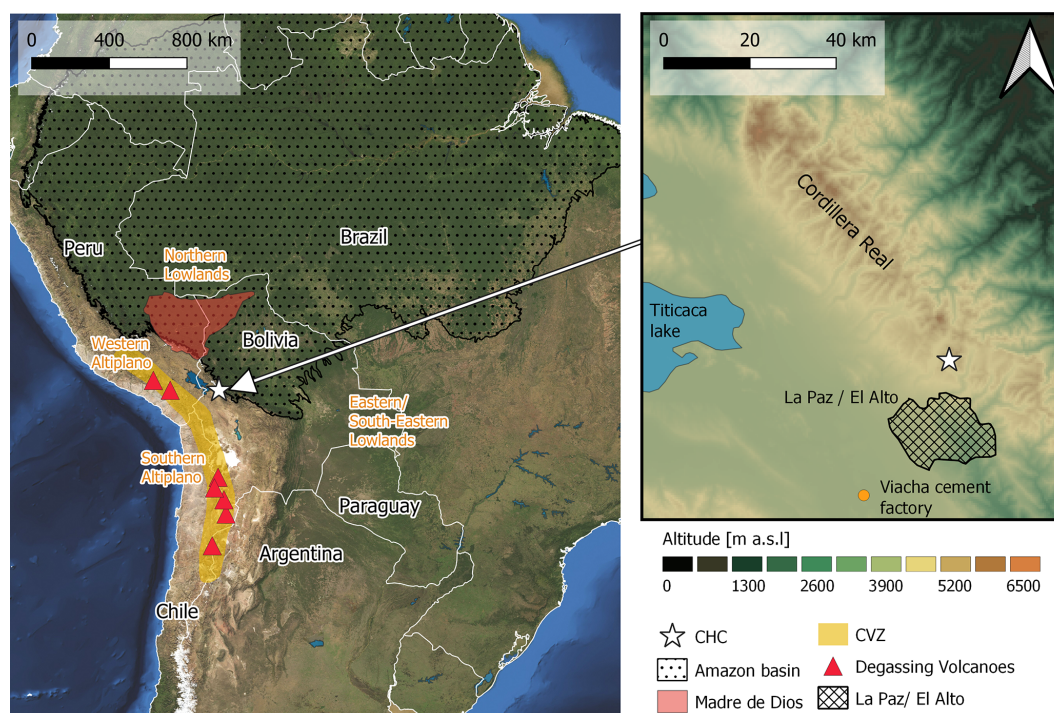 0 400 800 km
Peru
Brazil
Northern
Lowlands
Bolivia
Western
Altiplano
Eastern/
South-Eastern
Lowlands
Southern
Altiplano
Paraguay
Argentina
Chile
0 20 40 km
Cordillera Real
Titicaca
lake
La Paz / El Alto
Viacha cement
factory
Altitude [m a.s.l]
0 1300 2600 3900 5200 6500
CHC
CVZ
Amazon basin
Degassing Volcanoes
Madre de Dios
La Paz/ El Alto